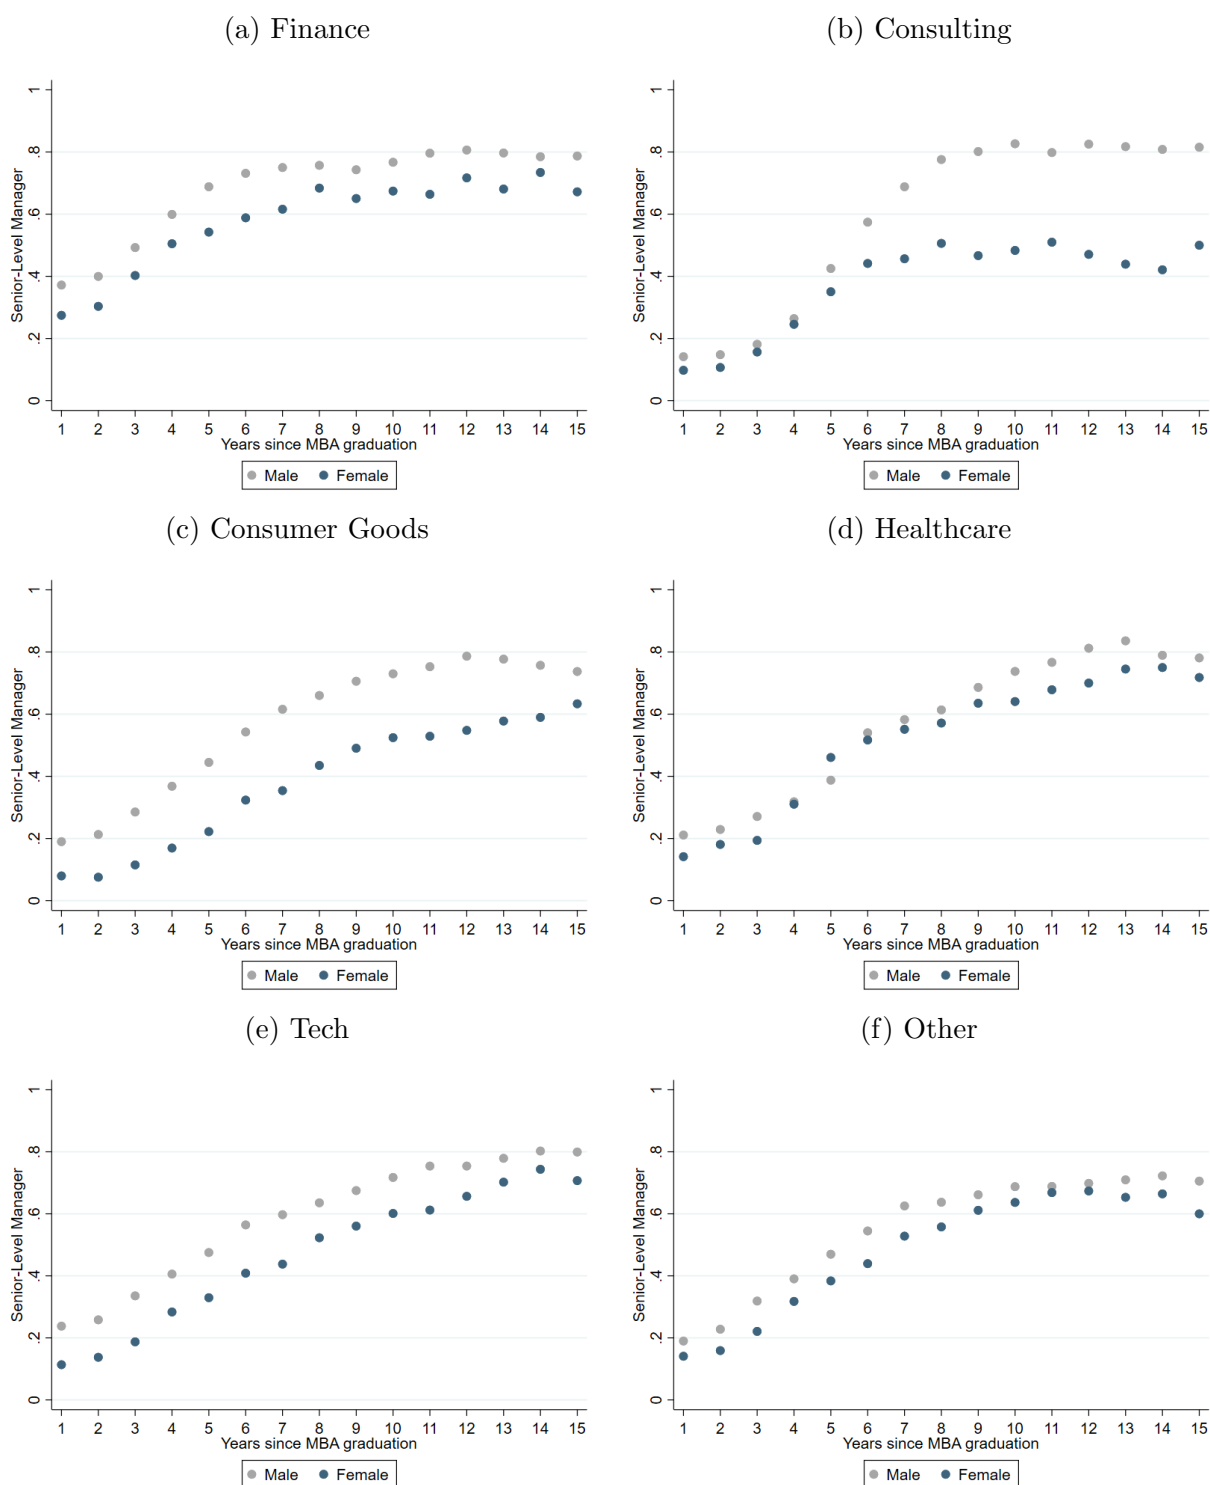 (a) Finance
Senior-Level Manager
1
.8
.6
.4
.2
0
1 2 3 4 5 6 7 8 9 10 11 12 13 14 15
Years since MBA graduation
Male Female
(b) Consulting
Senior-Level Manager
1
.8
.6
.4
.2
0
1 2 3 4 5 6 7 8 9 10 11 12 13 14 15
Years since MBA graduation
Male Female
(c) Consumer Goods
Senior-Level Manager
1
.8
.6
.4
.2
0
1 2 3 4 5 6 7 8 9 10 11 12 13 14 15
Years since MBA graduation
Male Female
(d) Healthcare
Senior-Level Manager
1
.8
.6
.4
.2
0
1 2 3 4 5 6 7 8 9 10 11 12 13 14 15
Years since MBA graduation
Male Female
(e) Tech
Senior-Level Manager
1
.8
.6
.4
.2
0
1 2 3 4 5 6 7 8 9 10 11 12 13 14 15
Years since MBA graduation
Male Female
(f) Other
Senior-Level Manager
1
.8
.6
.4
.2
0
1 2 3 4 5 6 7 8 9 10 11 12 13 14 15
Years since MBA graduation
Male Female